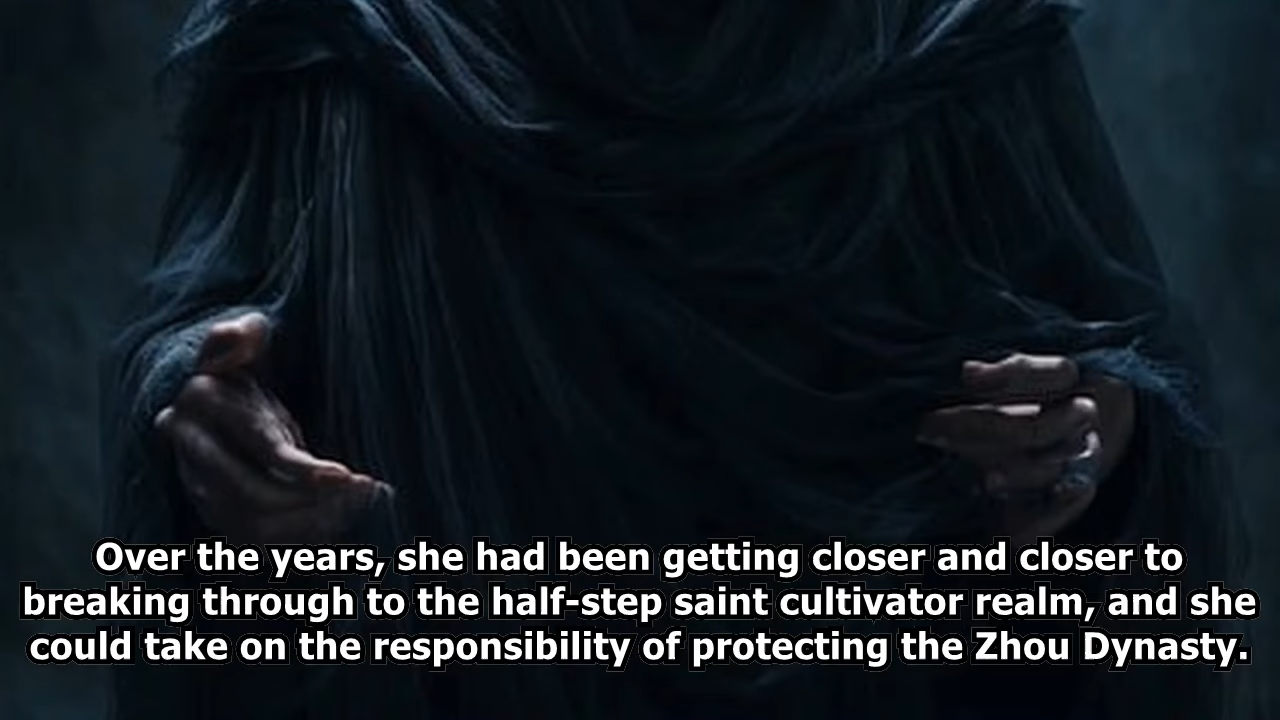 Over the years, she had been getting closer and closer to
breaking through to the half-step saint cultivator realm, and she
could take on the responsibility of protecting the Zhou Dynasty.